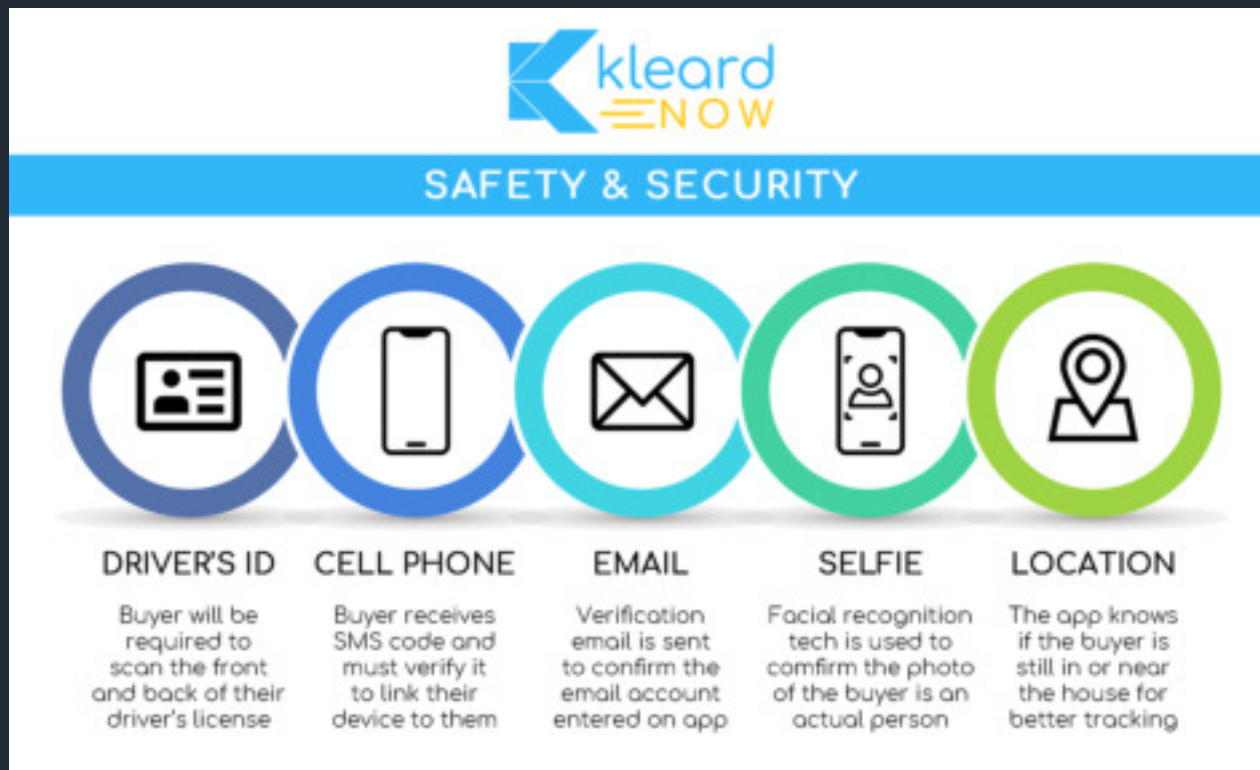 kleard
NOW
SAFETY & SECURITY
DRIVER'S ID
Buyer will be
required to
scan the front
and back of their
driver's license
CELL PHONE
Buyer receives
SMS code and
must verify it
to link their
device to them
EMAIL
Verification
email is sent
to confirm the
email account
entered on app
SELFIE
Facial recognition
tech is used to
comfirm the photo
of the buyer is an
actual person
LOCATION
The app knows
if the buyer is
still in or near
the house for
better tracking